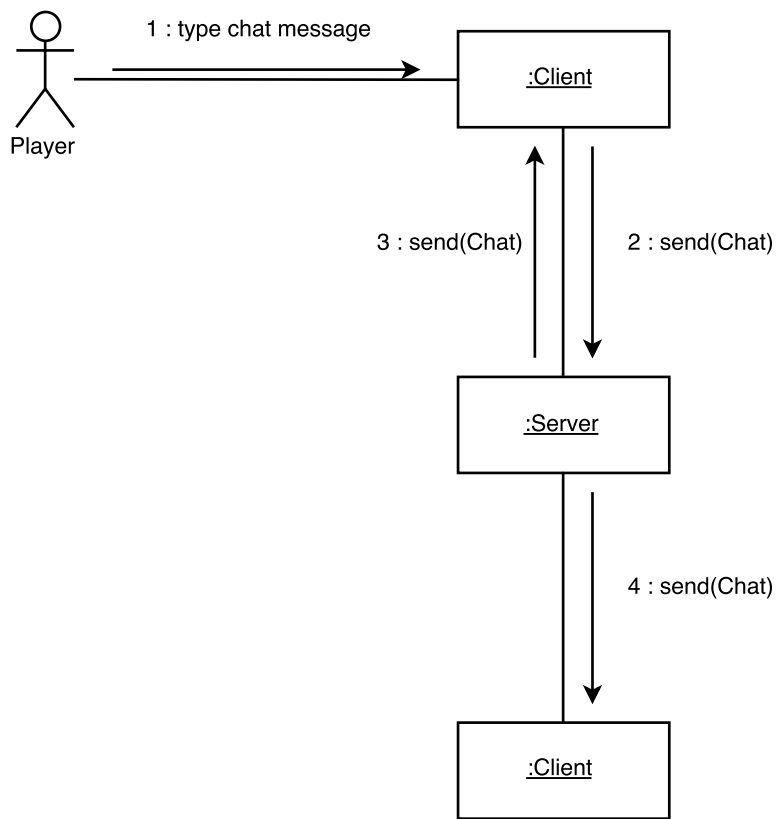 1 : type chat message
:Client
Player
3 : send(Chat)
2 : send(Chat)
:Server
4 : send(Chat)
:Client